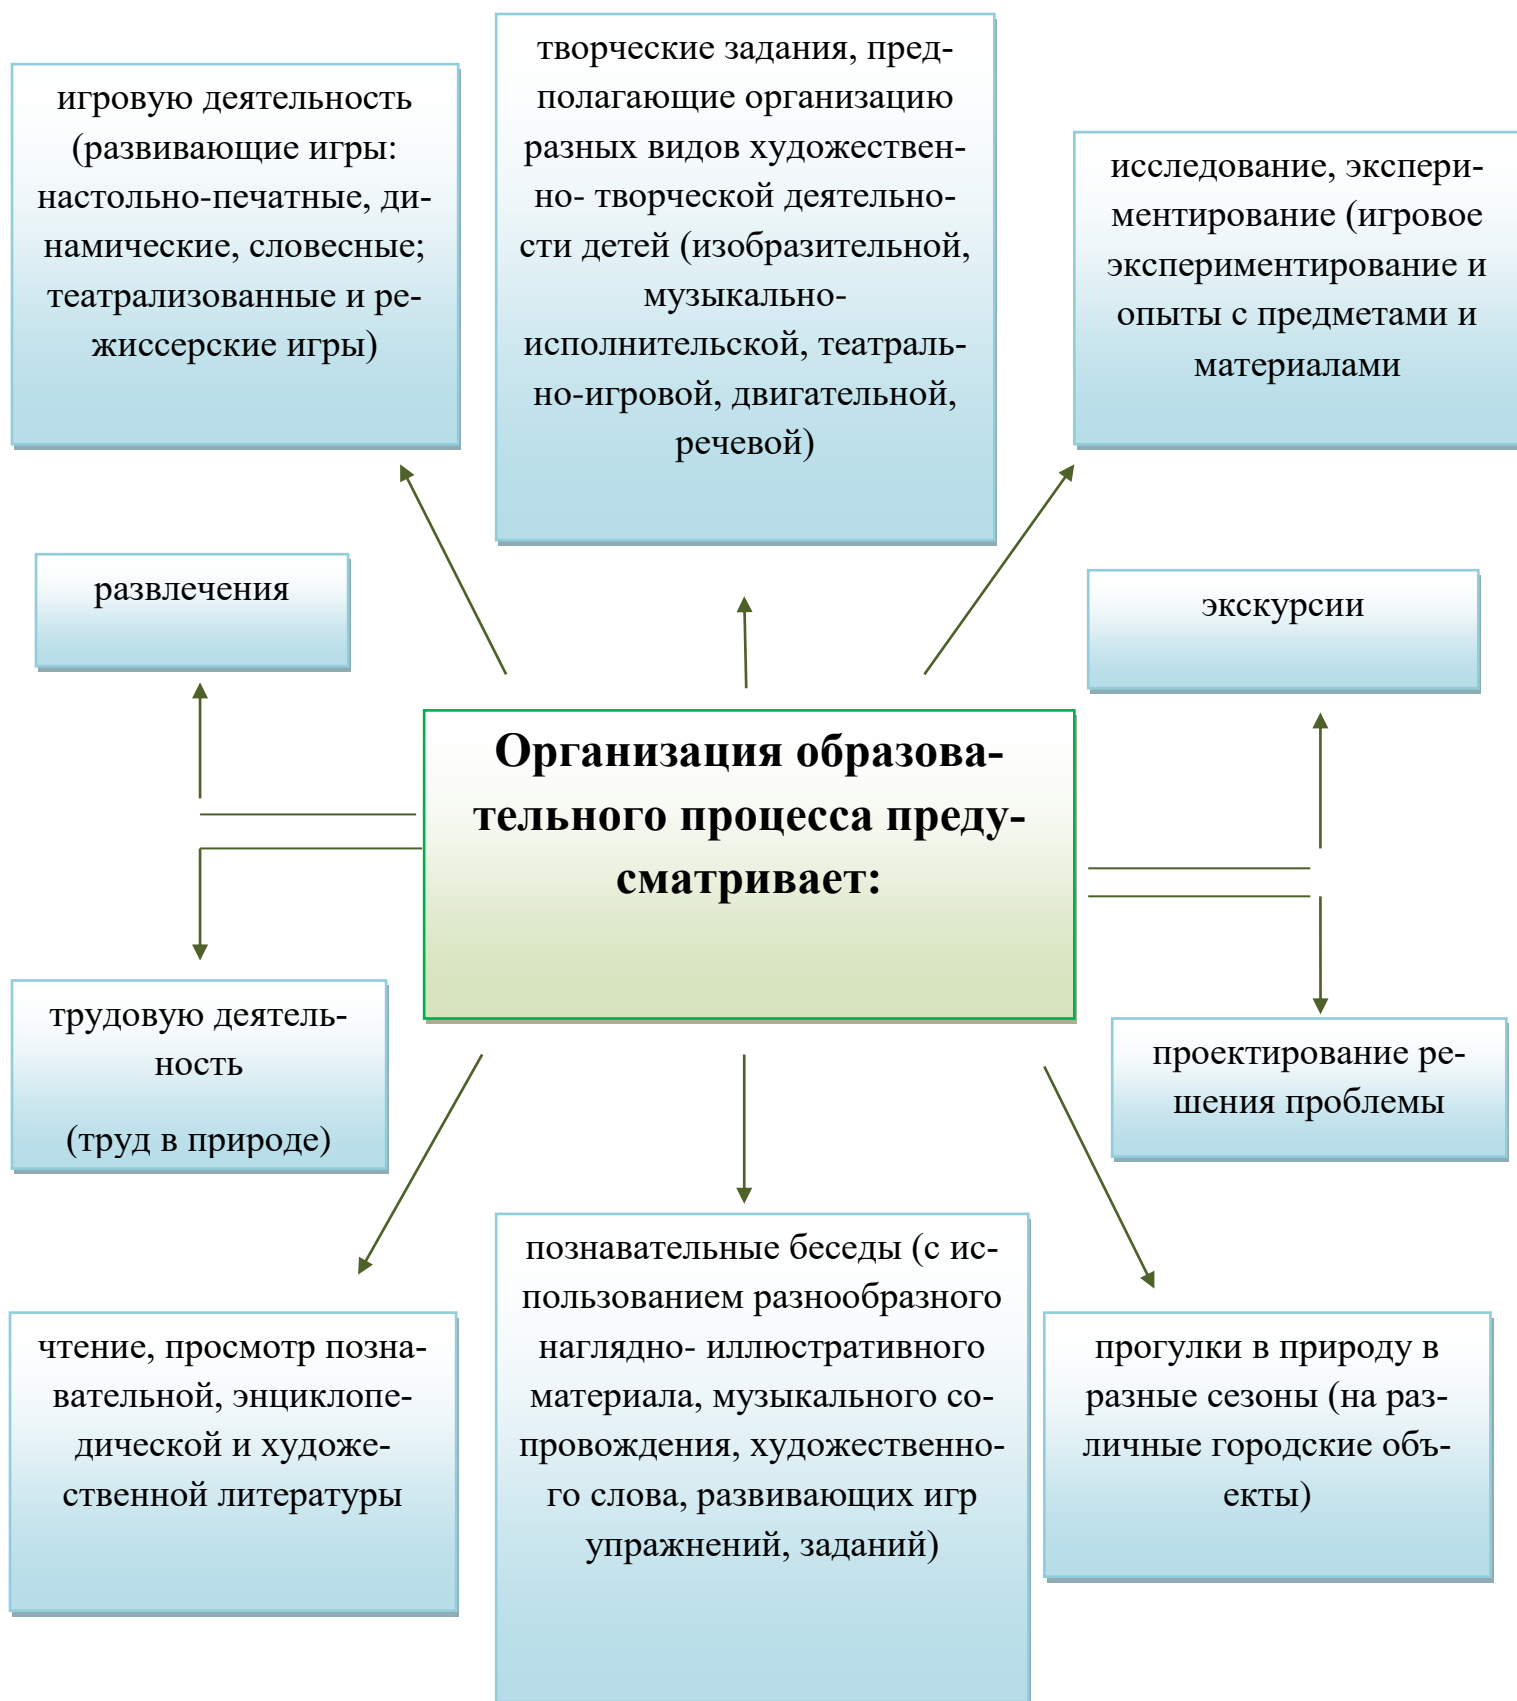 творческие задания, пред-
полагающие организацию
разных видов художествен-
но- творческой деятельно-
сти детей (изобразительной,
музыкально-
исполнительской, театраль-
но-игровой, двигательной,
речевой)
игровую деятельность
(развивающие игры:
настольно-печатные, ди-
намические, словесные;
театрализованные и ре-
жиссерские игры)
исследование, экспери-
ментирование (игровое
экспериментирование и
опыты с предметами и
материалами
развлечения
экскурсии
Организация образова-
тельного процесса преду-
сматривает:
трудовую деятель-
ность
(труд в природе)
проектирование ре-
шения проблемы
чтение, просмотр позна-
вательной, энциклопе-
дической и художе-
ственной литературы
познавательные беседы (с ис-
пользованием разнообразного
наглядно- иллюстративного
материала, музыкального со-
провождения, художественно-
го слова, развивающих игр
упражнений, заданий)
прогулки в природу в
разные сезоны (на раз-
личные городские объ-
екты)